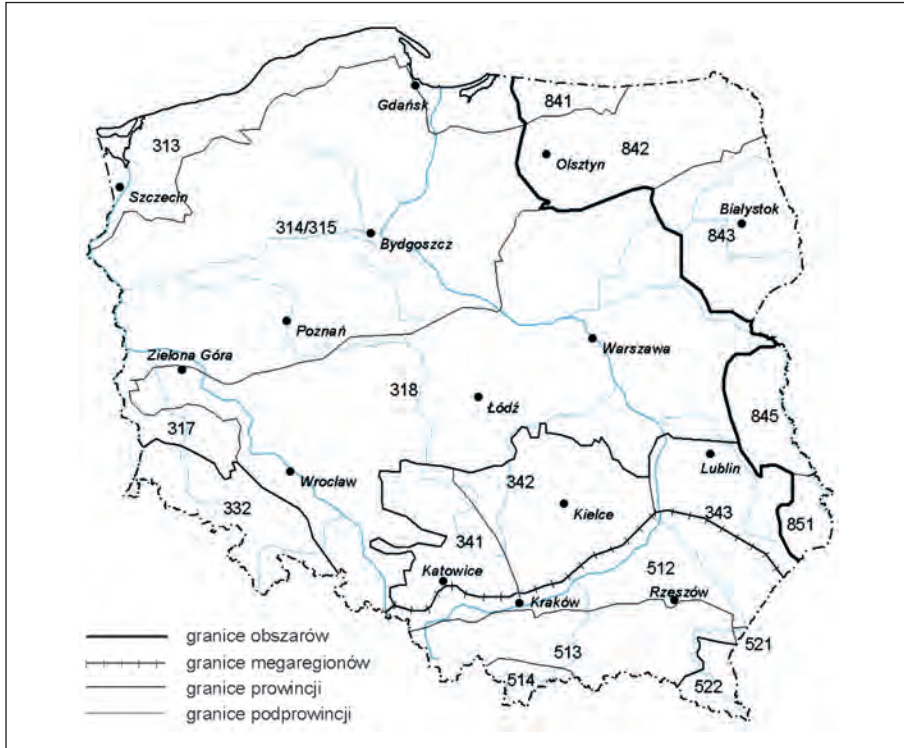 Gdańsk
841
313
842
Olsztyn
Szczecin
Białystok
314/315
843
Bydgoszcz
Poznań
Warszawa
Zielona Góra
318
Łódź
845
317
Lublin
Wrocław
342
332
Kielce
343
851
341
Katowice
512
Rzeszów
Kraków
521
granice obszarów
513
granice megaregionów
514
522
granice prowincji
granice podprowincji